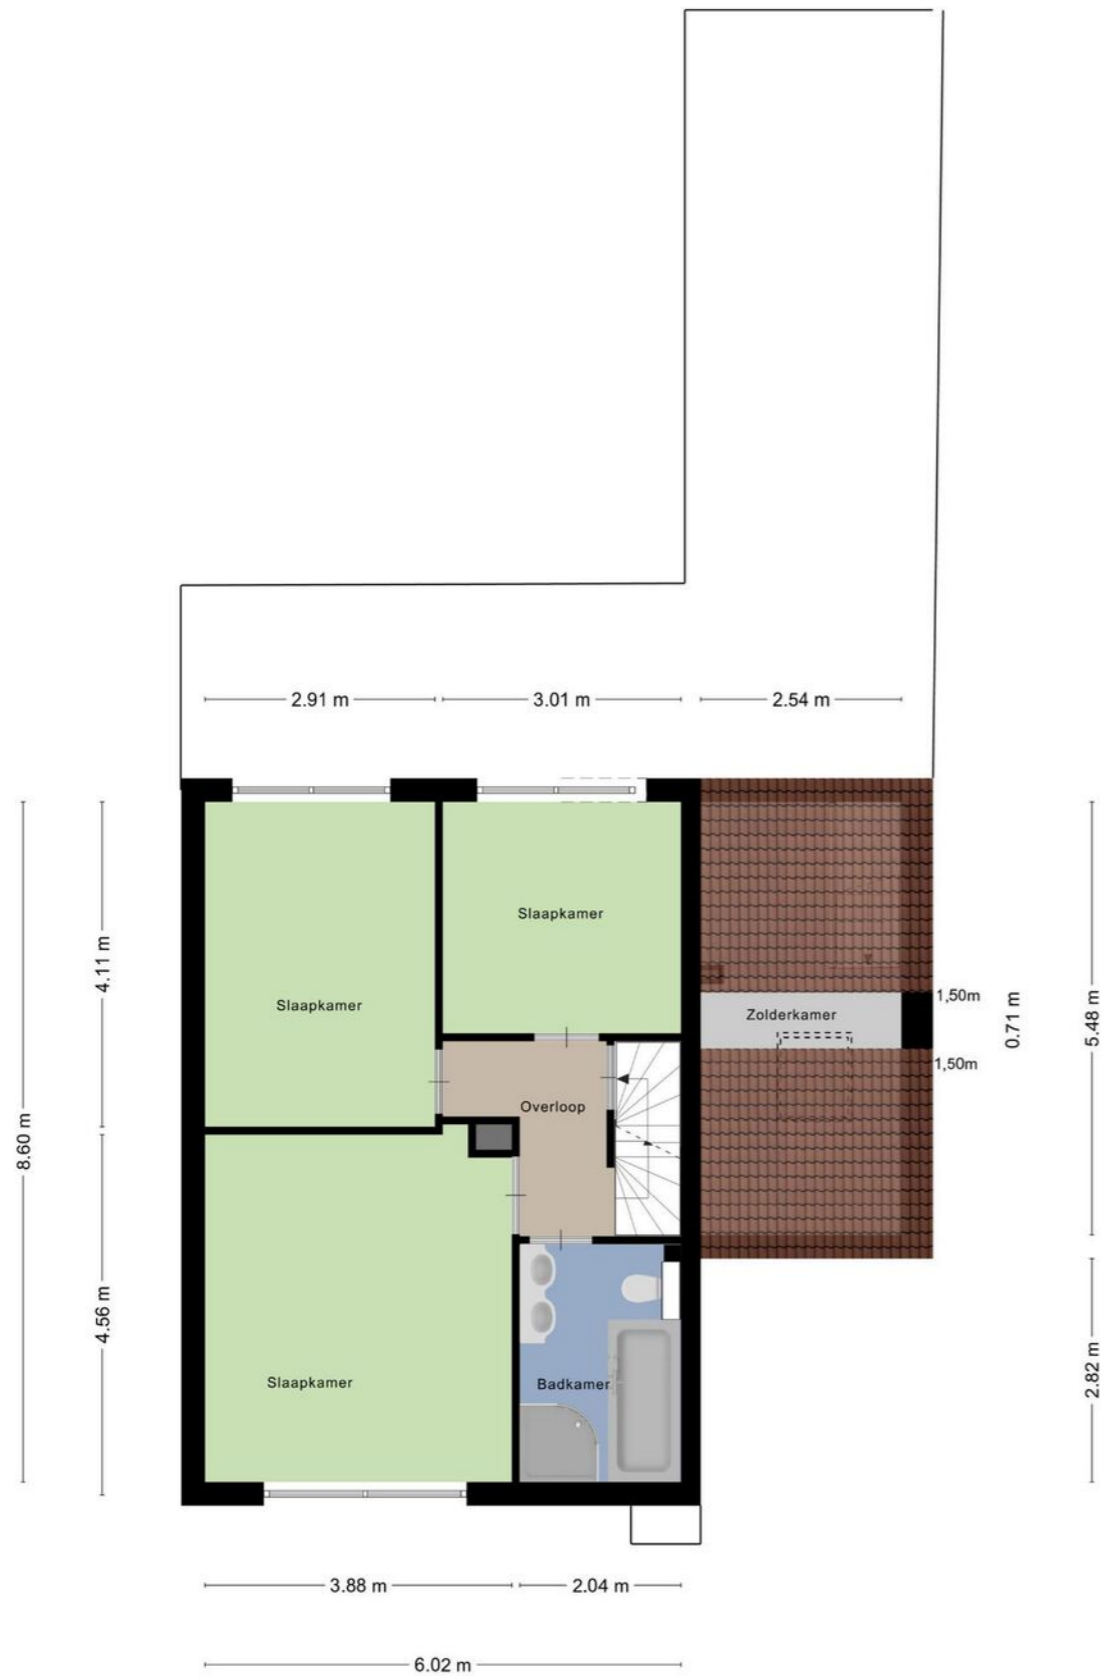 2.91 m
3.01 m
2.54 m
4.11 m
8.60 m
4.56 m
Slaapkamer
Slaapkamer
Zolderkamer
1,50m
1,50m
0.71 m
5.48 m
Overloop
Slaapkamer
Badkamer
2.82 m
3.88 m
2.04 m
6.02 m